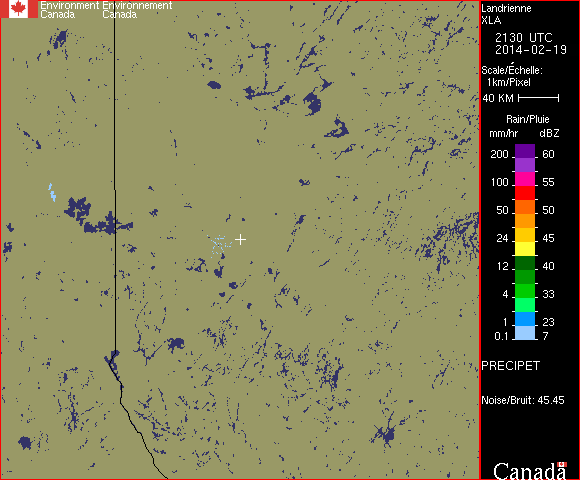 Environment Environnement
Canada Canada
Landrienne
XLA
2130 UTC
2014-02-19
Scale/Échelle:
1km/Pixel
40 KM
Rain/Pluie
mm/hr dBZ
200 60
100 55
50 50
24 45
12 40
4 33
1 23
0.1 7
PRECIPET
Noise/Bruit: 45.45
Canada